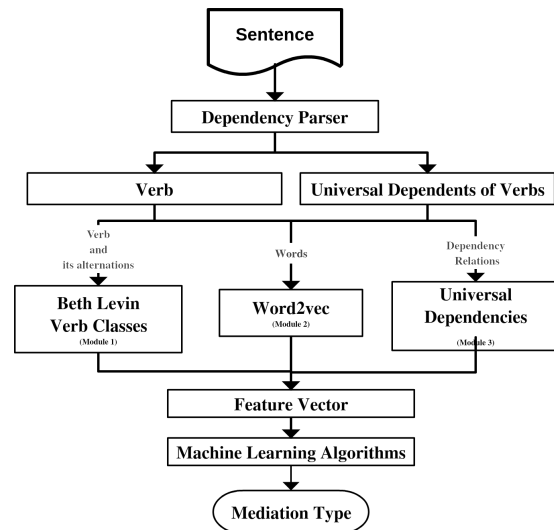 Sentence
Dependency Parser
Verb
Universal Dependents of Verbs
Verb
and
its alternations
Words
Dependency
Relations
Beth Levin
Verb Classes
(Module 1)
Word2vec
(Module 2)
Universal
Dependencies
(Module 3)
Feature Vector
Machine Learning Algorithms
Mediation Type